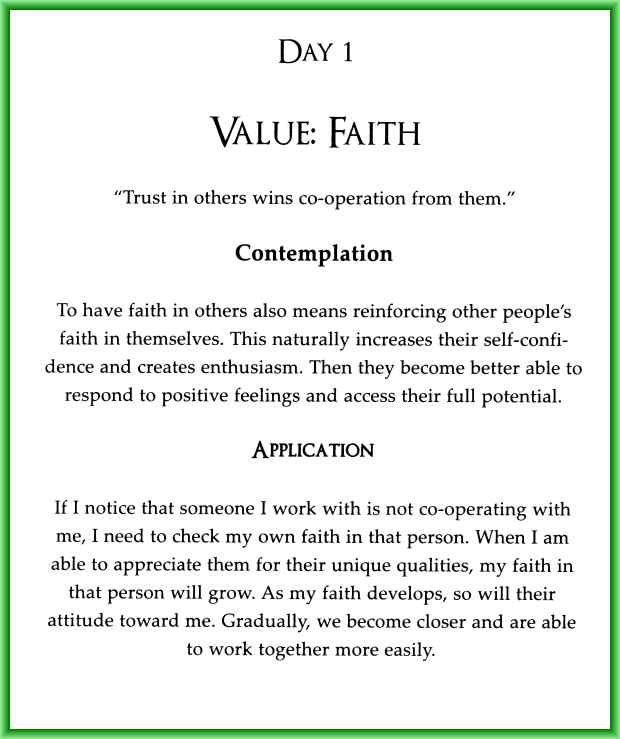 Day 1
Value: Faith
“Trust in others wins co-operation from them.”
Contemplation
To have faith in others also means reinforcing other people’s
faith in themselves. This naturally increases their self-confi-
dence and creates enthusiasm. Then they become better able to
respond to positive feelings and access their full potential.
Application
If I notice that someone I work with is not co-operating with
me, I need to check my own faith in that person. When I am
able to appreciate them for their unique qualities, my faith in
that person will grow. As my faith develops, so will their
attitude toward me. Gradually, we become closer and are able
to work together more easily.